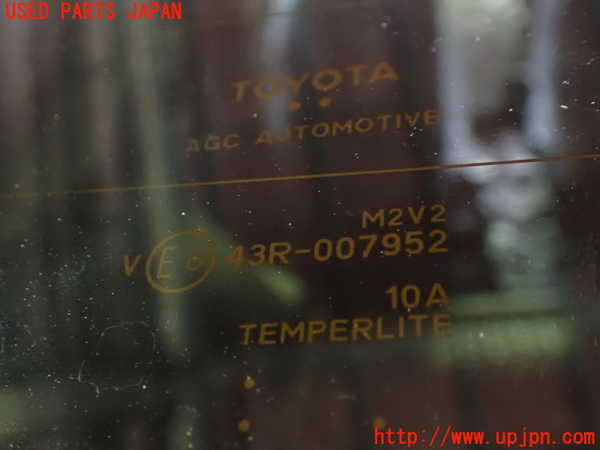 USED PARTS JAPAN
TOYOTA
AGC AUTOMOTIVE
M2V2
V E6 43R-007952
10A
TEMPERLITE
http://www.upjpn.com